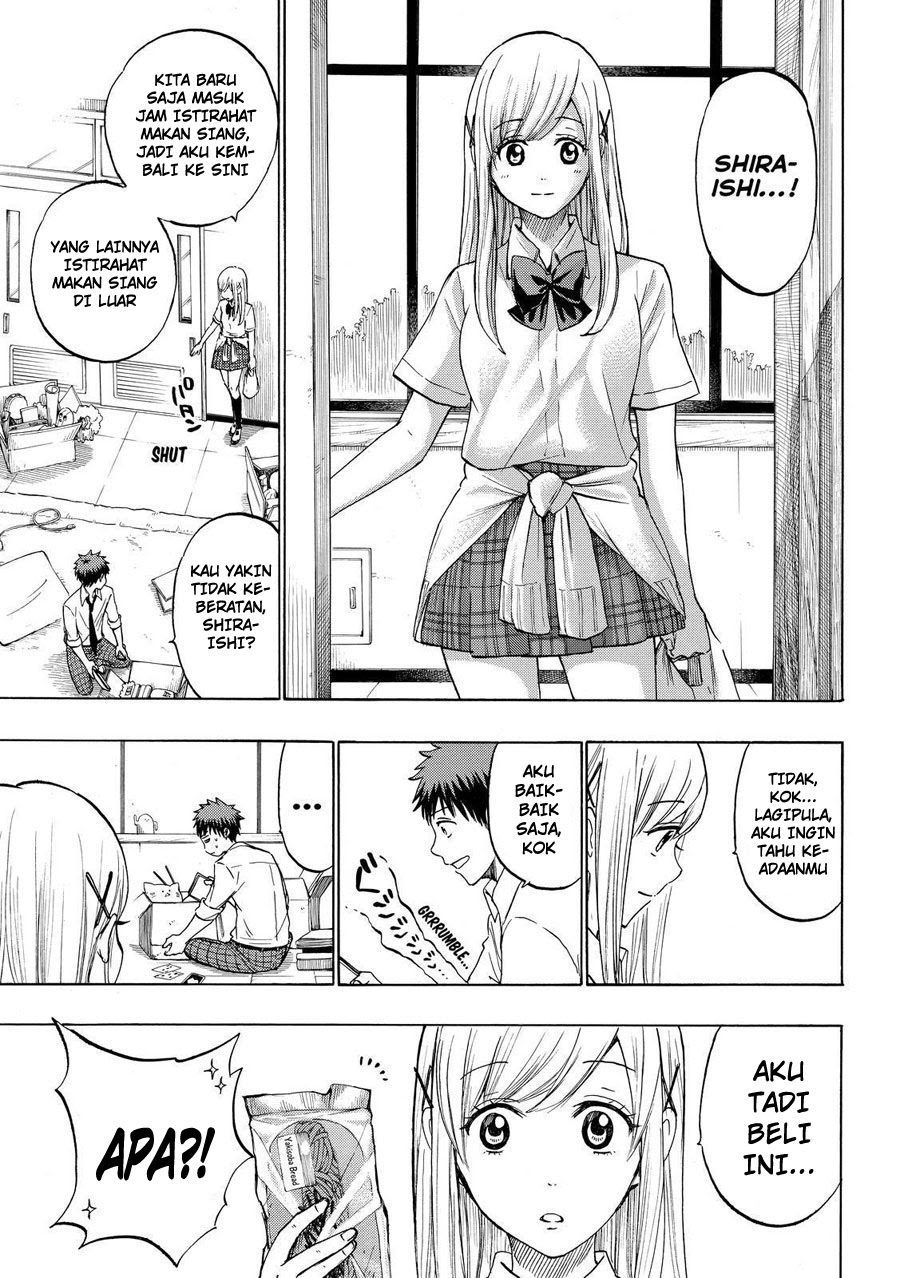 SHIRA-
ISHI...!
KITA BARU
SAJA MASUK
JAM ISTIRAHAT
MAKAN SIANG,
JADI AKU KEM-
BALI KE SINI
YANG LAINNYA
ISTIRAHAT
MAKAN SIANG
DI LUAR
SHUT
KAU YAKIN
TIDAK KE-
BERATAN,
SHIRA-
ISHI?
TIDAK,
KOK...
LAGIPULA,
AKU INGIN
TAHU KE-
ADAANMU
AKU
BAIK-
BAIK
SAJA,
KOK
GRRRUMBLE...
...
AKU
TADI
BELI
INI...
Yakisoba Bread
APA?!